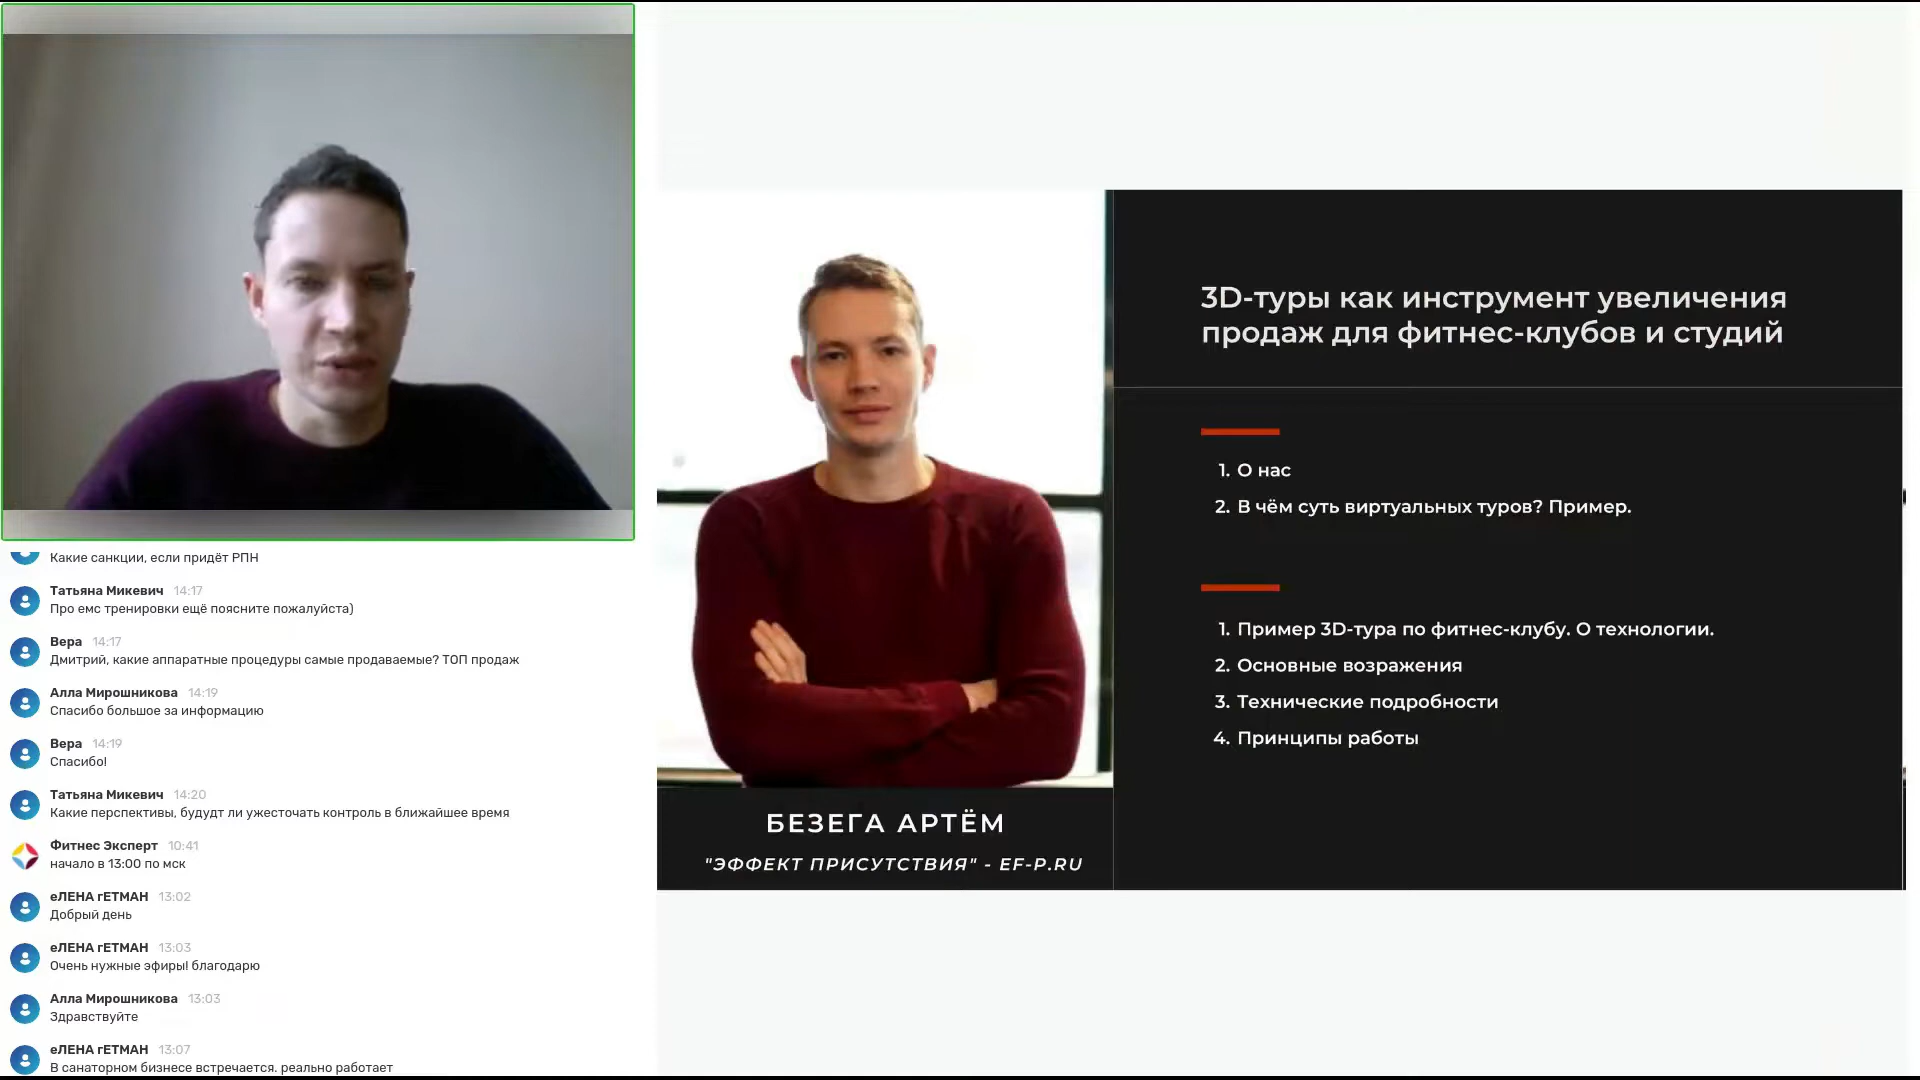 Какие санкции, если придёт РПН
Татьяна Микевич 14:17
Про емс тренировки ещё поясните пожалуйста)
Вера 14:17
Дмитрий, какие аппаратные процедуры самые продаваемые? ТОП продаж
Алла Мирошникова 14:19
Спасибо большое за информацию
Вера 14:19
Спасибо!
Татьяна Микевич 14:20
Какие перспективы, будудт ли ужесточать контроль в ближайшее время
Фитнес Эксперт 10:41
начало в 13:00 по мск
еЛЕНА гЕТМАН 13:02
Добрый день
еЛЕНА гЕТМАН 13:03
Очень нужные эфиры! благодарю
Алла Мирошникова 13:03
Здравствуйте
еЛЕНА гЕТМАН 13:07
В санаторном бизнесе встречается. реально работает
БЕЗЕГА АРТЁМ
"ЭФФЕКТ ПРИСУТСТВИЯ" - EF-P.RU
3D-туры как инструмент увеличения
продаж для фитнес-клубов и студий
1. О нас
2. В чём суть виртуальных туров? Пример.
1. Пример 3D-тура по фитнес-клубу. О технологии.
2. Основные возражения
3. Технические подробности
4. Принципы работы